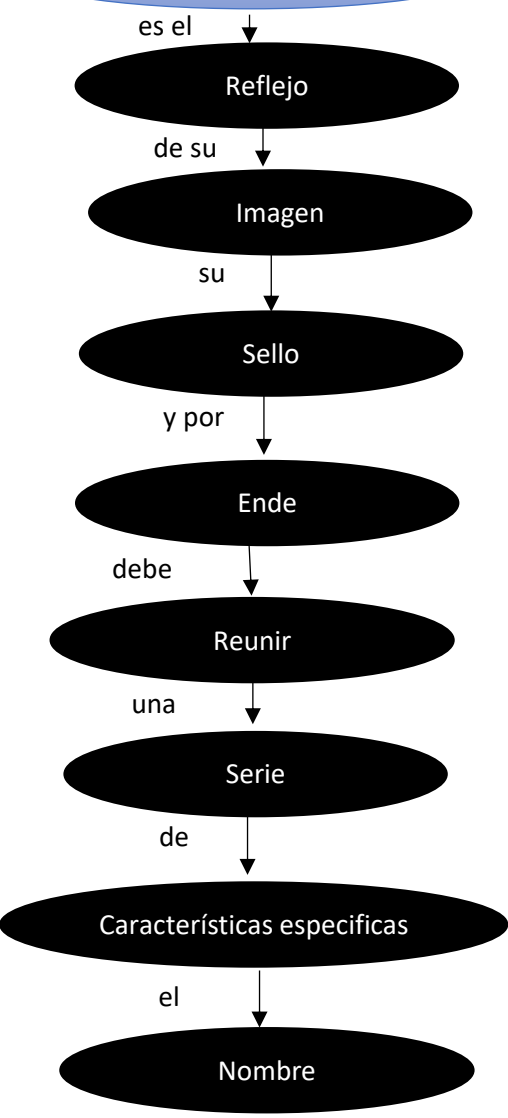 es el
Reflejo
de su
Imagen
su
Sello
y por
Ende
debe
Reunir
una
Serie
de
Características especificas
el
Nombre